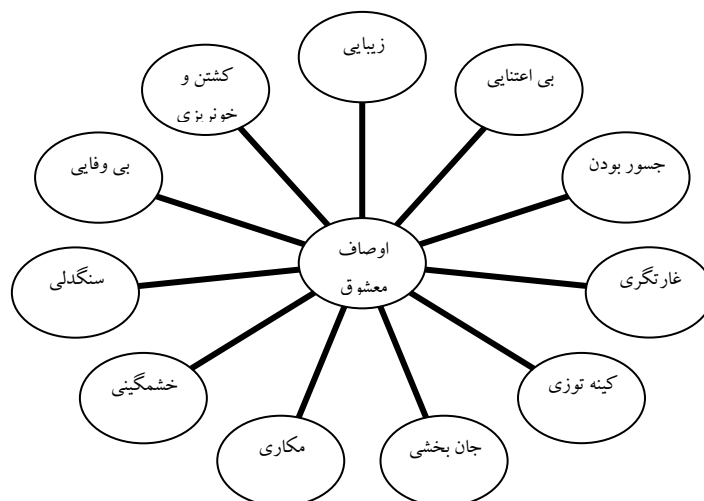 زیبایی
بی اعتنایی
جسور بودن
غارتگری
کینه توزی
جان بخشی
مکاری
خشمگینی
سنگدلی
بی وفایی
کشتن و
خونریزی
اوصاف
معشوق